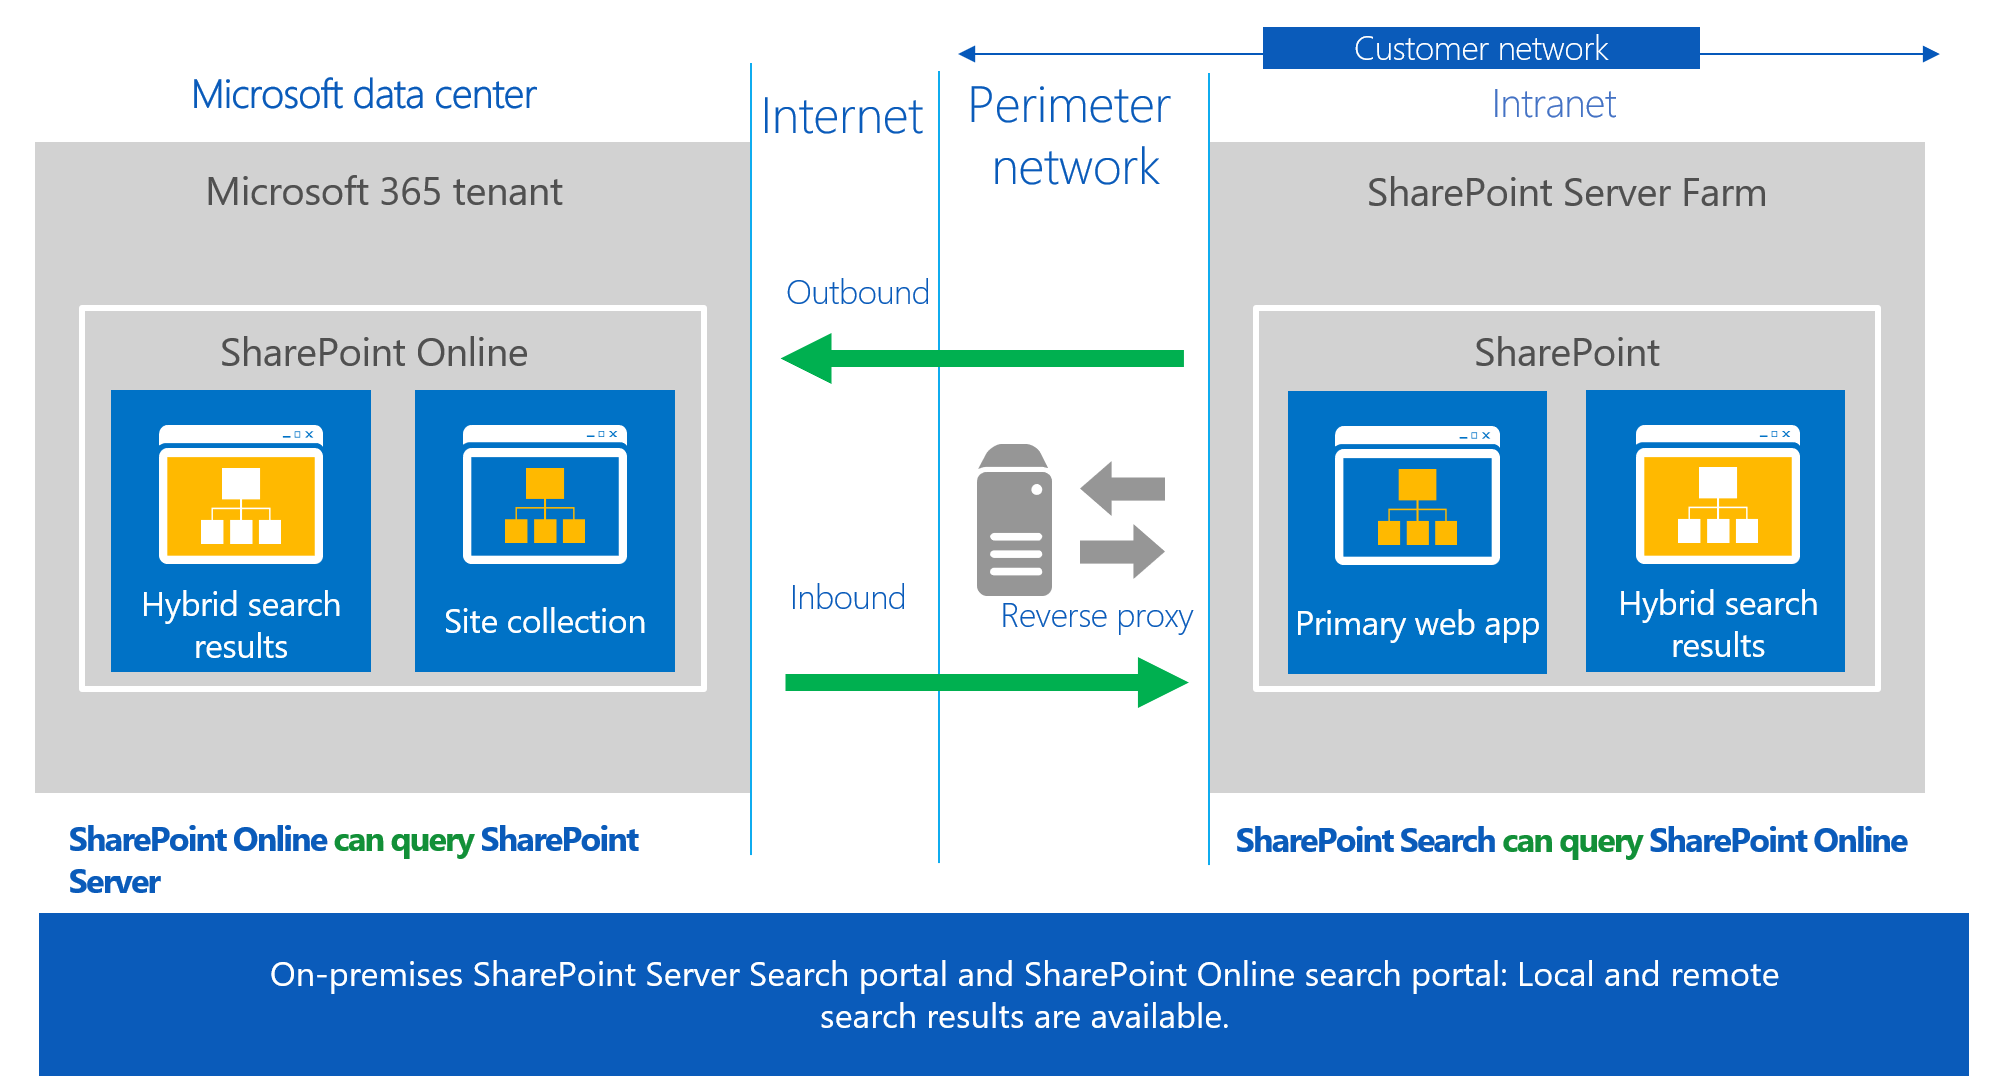 Customer network
Microsoft data center
Internet
Perimeter
network
Intranet
Microsoft 365 tenant
SharePoint Server Farm
Outbound
SharePoint Online
SharePoint
Hybrid search
results
Site collection
Inbound
Reverse proxy
Primary web app
Hybrid search
results
SharePoint Online can query SharePoint
Server
SharePoint Search can query SharePoint Online
On-premises SharePoint Server Search portal and SharePoint Online search portal: Local and remote
search results are available.